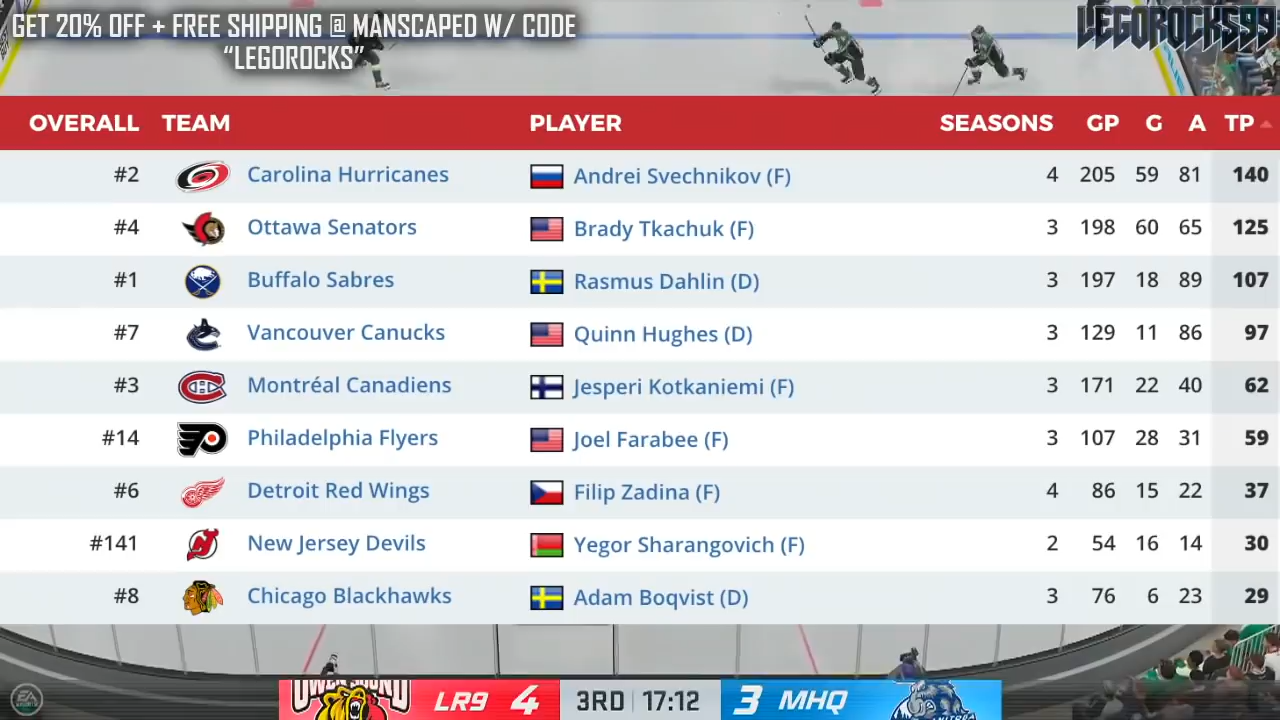 GET 20% OFF + FREE SHIPPING @ MANSCAPED W/ CODE
"LEGOROCKS"
LEGOROCKS99
OVERALL TEAM PLAYER SEASONS GP G A TP
#2 Carolina Hurricanes Andrei Svechnikov (F) 4 205 59 81 140
#4 Ottawa Senators Brady Tkachuk (F) 3 198 60 65 125
#1 Buffalo Sabres Rasmus Dahlin (D) 3 197 18 89 107
#7 Vancouver Canucks Quinn Hughes (D) 3 129 11 86 97
#3 Montréal Canadiens Jesperi Kotkaniemi (F) 3 171 22 40 62
#14 Philadelphia Flyers Joel Farabee (F) 3 107 28 31 59
#6 Detroit Red Wings Filip Zadina (F) 4 86 15 22 37
#141 New Jersey Devils Yegor Sharangovich (F) 2 54 16 14 30
#8 Chicago Blackhawks Adam Boqvist (D) 3 76 6 23 29
LR9 4 3RD 17:12 3 MHQ